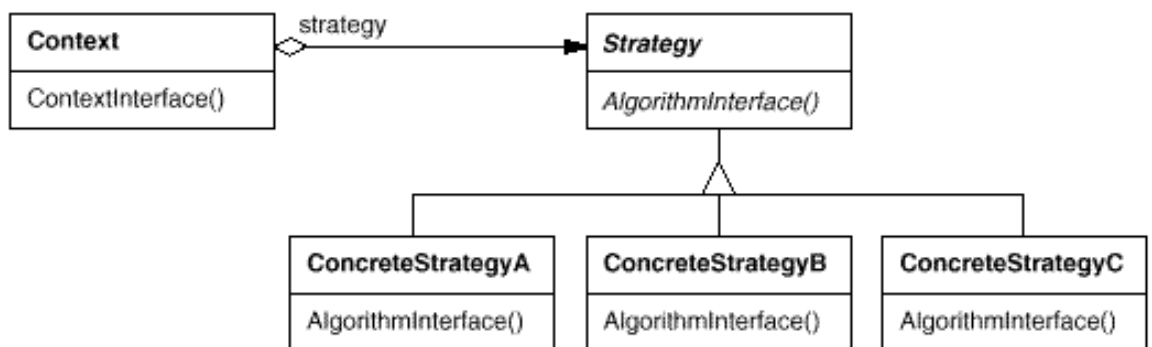 strategy
Context
ContextInterface()
Strategy
AlgorithmInterface()
ConcreteStrategyA
AlgorithmInterface()
ConcreteStrategyB
AlgorithmInterface()
ConcreteStrategyC
AlgorithmInterface()